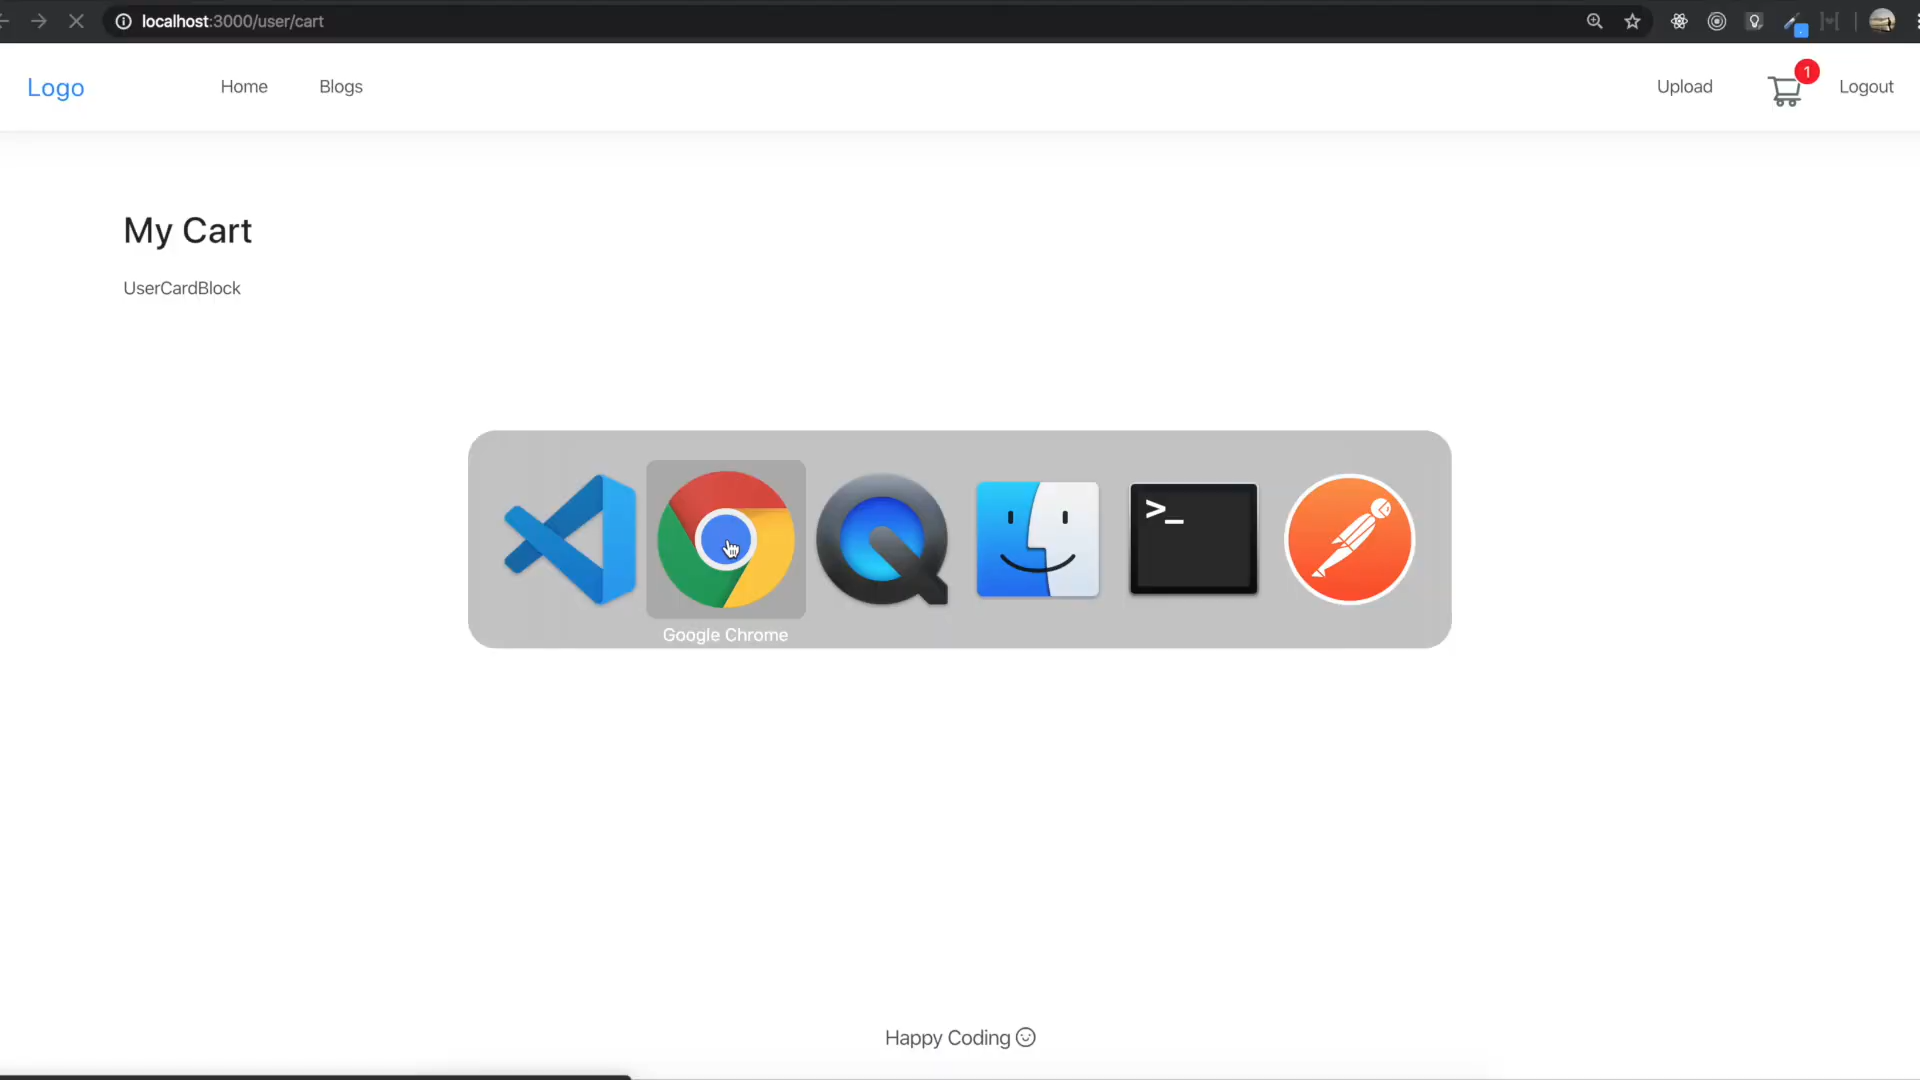 localhost:3000/user/cart
Logo
Home
Blogs
Upload
1
Logout
My Cart
UserCardBlock
>_
Google Chrome
Happy Coding